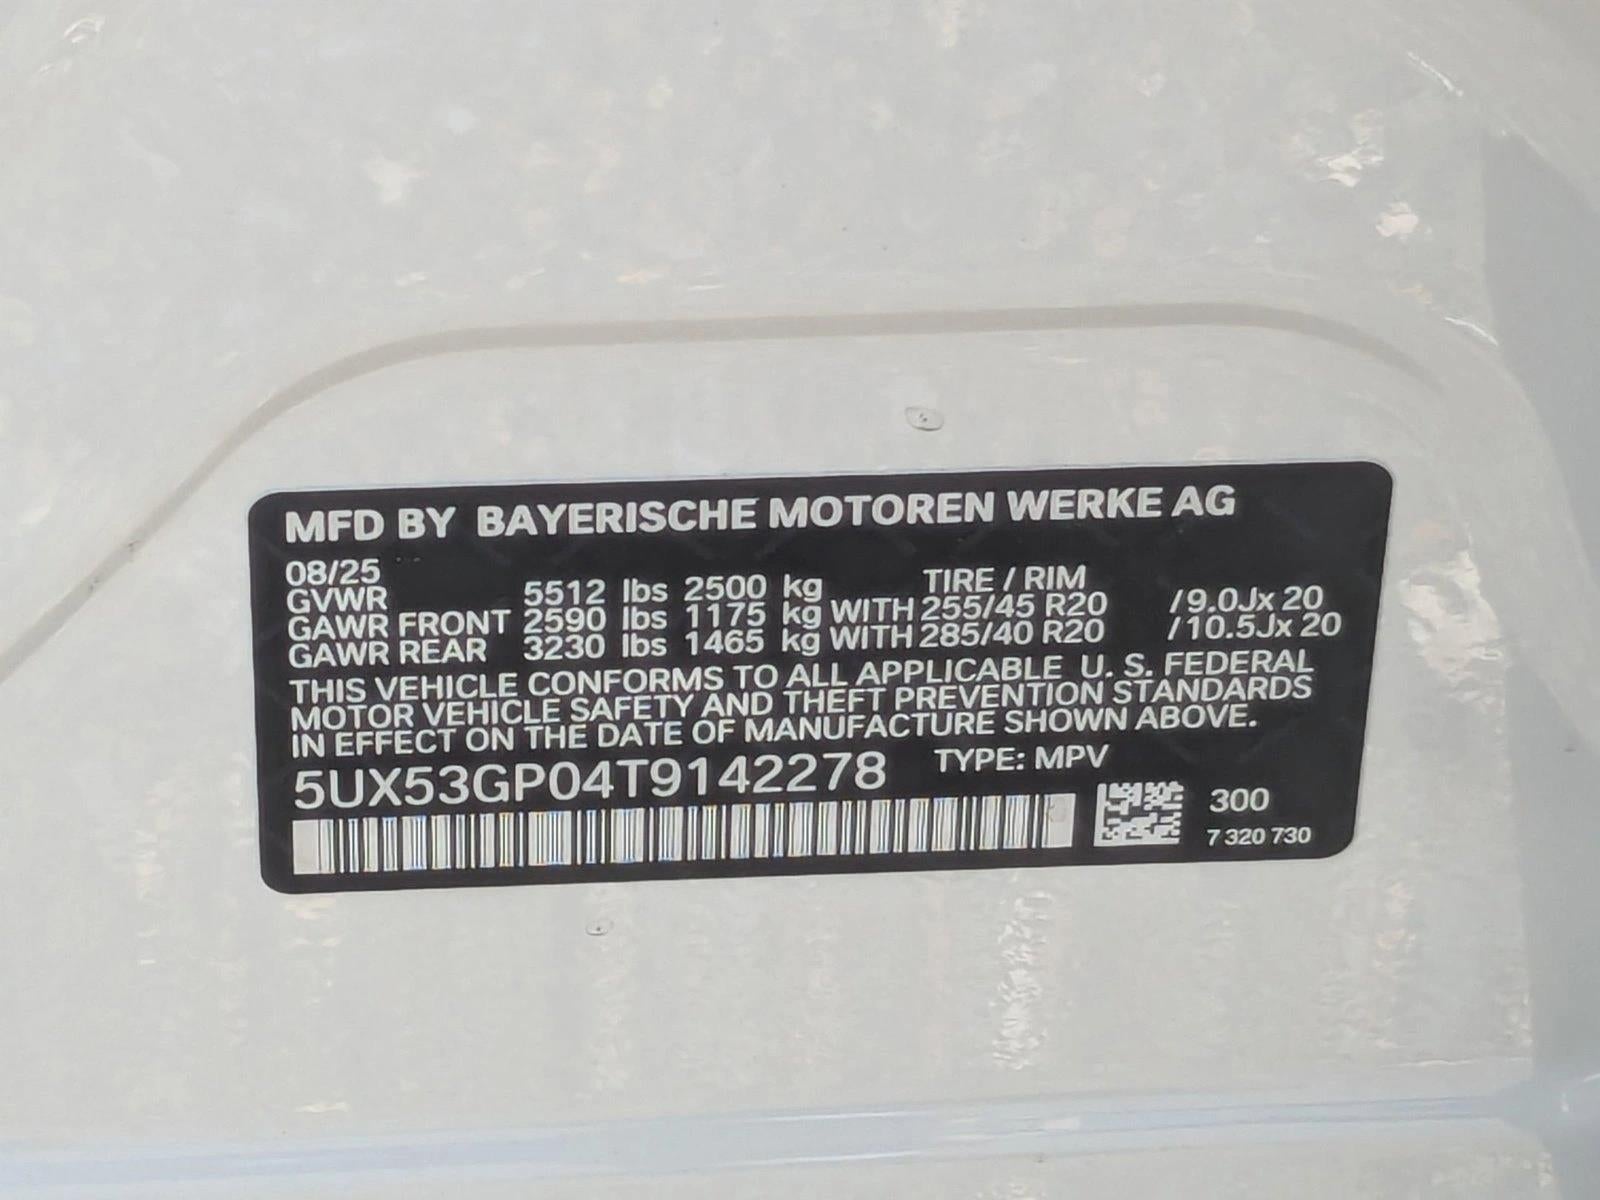 MFD BY BAYERISCHE MOTOREN WERKE AG
08/25 TIRE / RIM
GVWR 5512 lbs 2500 kg
GAWR FRONT 2590 lbs 1175 kg WITH 255/45 R20 /9.0Jx 20
GAWR REAR 3230 lbs 1465 kg WITH 285/40 R20 /10.5Jx 20
THIS VEHICLE CONFORMS TO ALL APPLICABLE U. S. FEDERAL
MOTOR VEHICLE SAFETY AND THEFT PREVENTION STANDARDS
IN EFFECT ON THE DATE OF MANUFACTURE SHOWN ABOVE.
5UX53GP04T9142278 TYPE: MPV
300
7 320 730